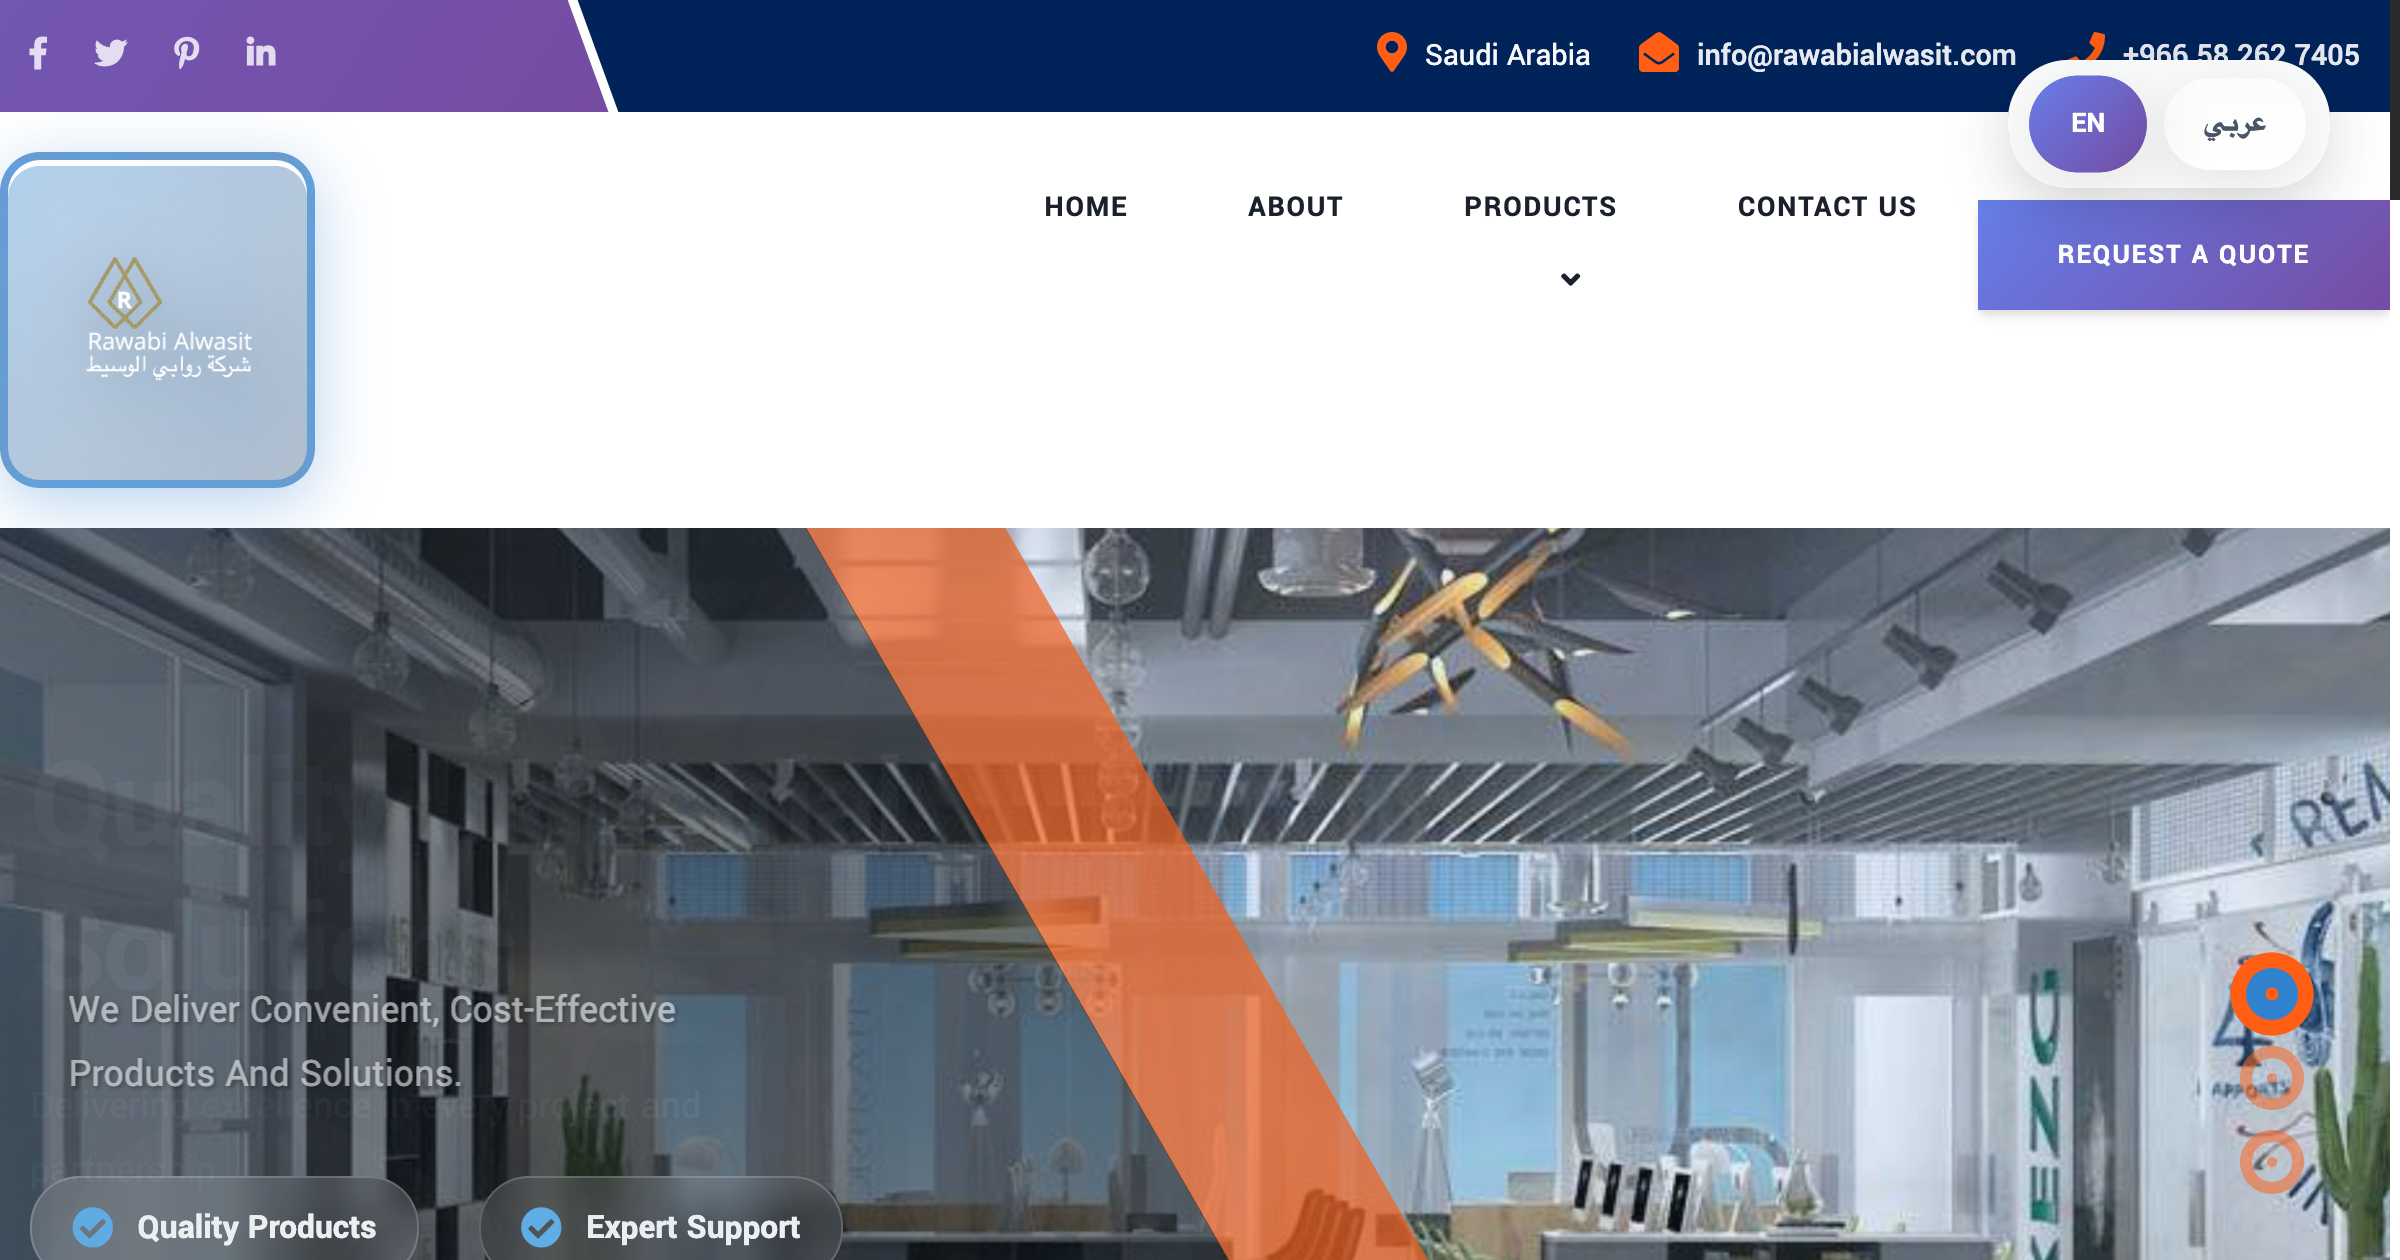 Saudi Arabia
info@rawabialwasit.com
+966 58 262 7405
EN
عربي
HOME
ABOUT
PRODUCTS
CONTACT US
REQUEST A QUOTE
R
Rawabi Alwasit
شركة روابي الوسيط
Quality
Solutions
We Deliver Convenient, Cost-Effective
Products And Solutions.
Delivering excellence in every project and
partnership
Quality Products
Expert Support